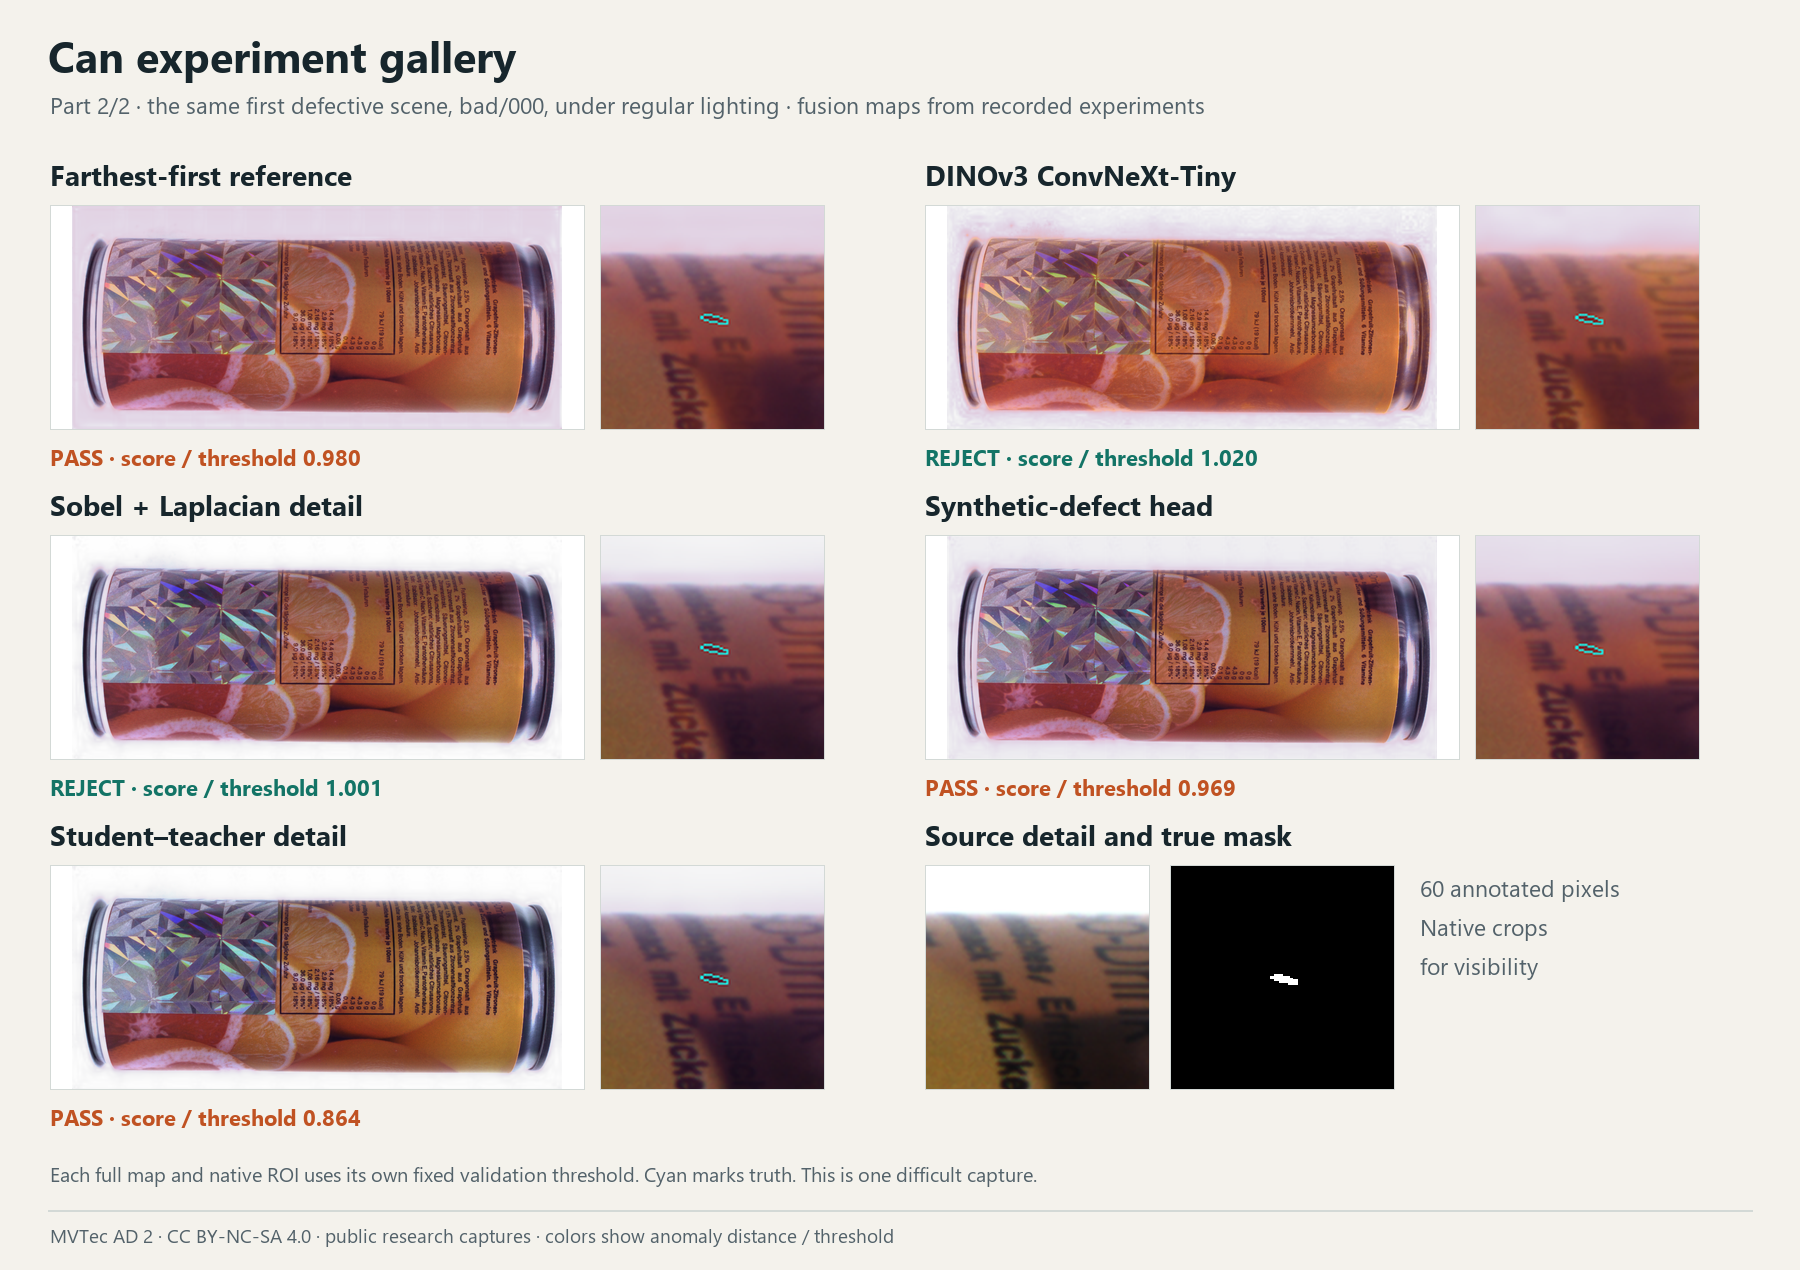 Can experiment gallery
Part 2/2 · the same first defective scene, bad/000, under regular lighting · fusion maps from recorded experiments
Farthest-first reference
DINOv3 ConvNeXt-Tiny
PASS · score / threshold 0.980
REJECT · score / threshold 1.020
Sobel + Laplacian detail
Synthetic-defect head
REJECT · score / threshold 1.001
PASS · score / threshold 0.969
Student–teacher detail
Source detail and true mask
mit Zucke
60 annotated pixels
Native crops
for visibility
PASS · score / threshold 0.864
Each full map and native ROI uses its own fixed validation threshold. Cyan marks truth. This is one difficult capture.
MVTec AD 2 · CC BY-NC-SA 4.0 · public research captures · colors show anomaly distance / threshold